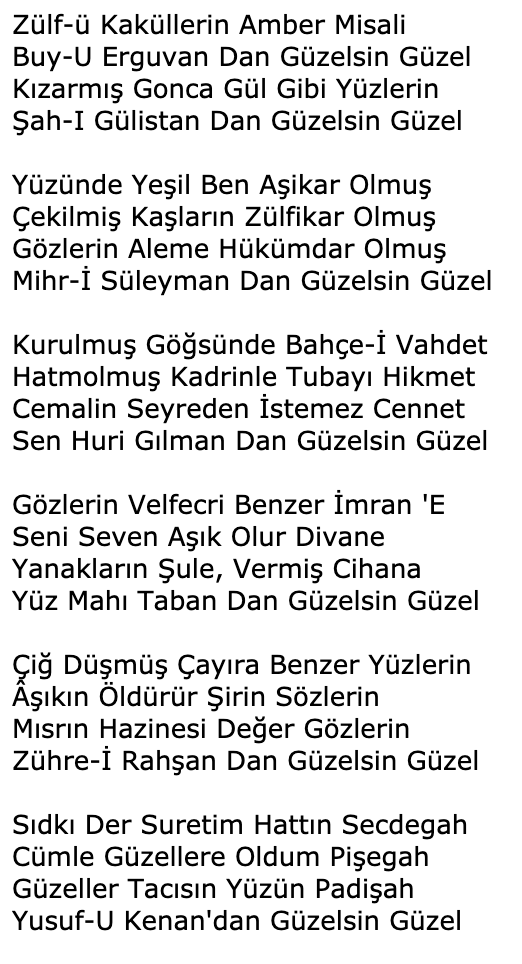 Zülf-ü Kaküllerin Amber Misali
Buy-U Erguvan Dan Güzelsin Güzel
Kızarmış Gonca Gül Gibi Yüzlerin
Şah-I Gülistan Dan Güzelsin Güzel

Yüzünde Yeşil Ben Aşikar Olmuş
Çekilmiş Kaşların Zülfikar Olmuş
Gözlerin Aleme Hükümdar Olmuş
Mihr-İ Süleyman Dan Güzelsin Güzel

Kurulmuş Göğsünde Bahçe-İ Vahdet
Hatmolmuş Kadrinle Tubayı Hikmet
Cemalin Seyreden İstemez Cennet
Sen Huri Gılman Dan Güzelsin Güzel

Gözlerin Velfecri Benzer İmran 'E
Seni Seven Aşık Olur Divane
Yanakların Şule, Vermiş Cihana
Yüz Mahı Taban Dan Güzelsin Güzel

Çiğ Düşmüş Çayıra Benzer Yüzlerin
Âşıkın Öldürür Şirin Sözlerin
Mısrın Hazinesi Değer Gözlerin
Zühre-İ Rahşan Dan Güzelsin Güzel

Sıdkı Der Suretim Hattın Secdegah
Cümle Güzellere Oldum Pişegah
Güzeller Tacısın Yüzün Padişah
Yusuf-U Kenan'dan Güzelsin Güzel